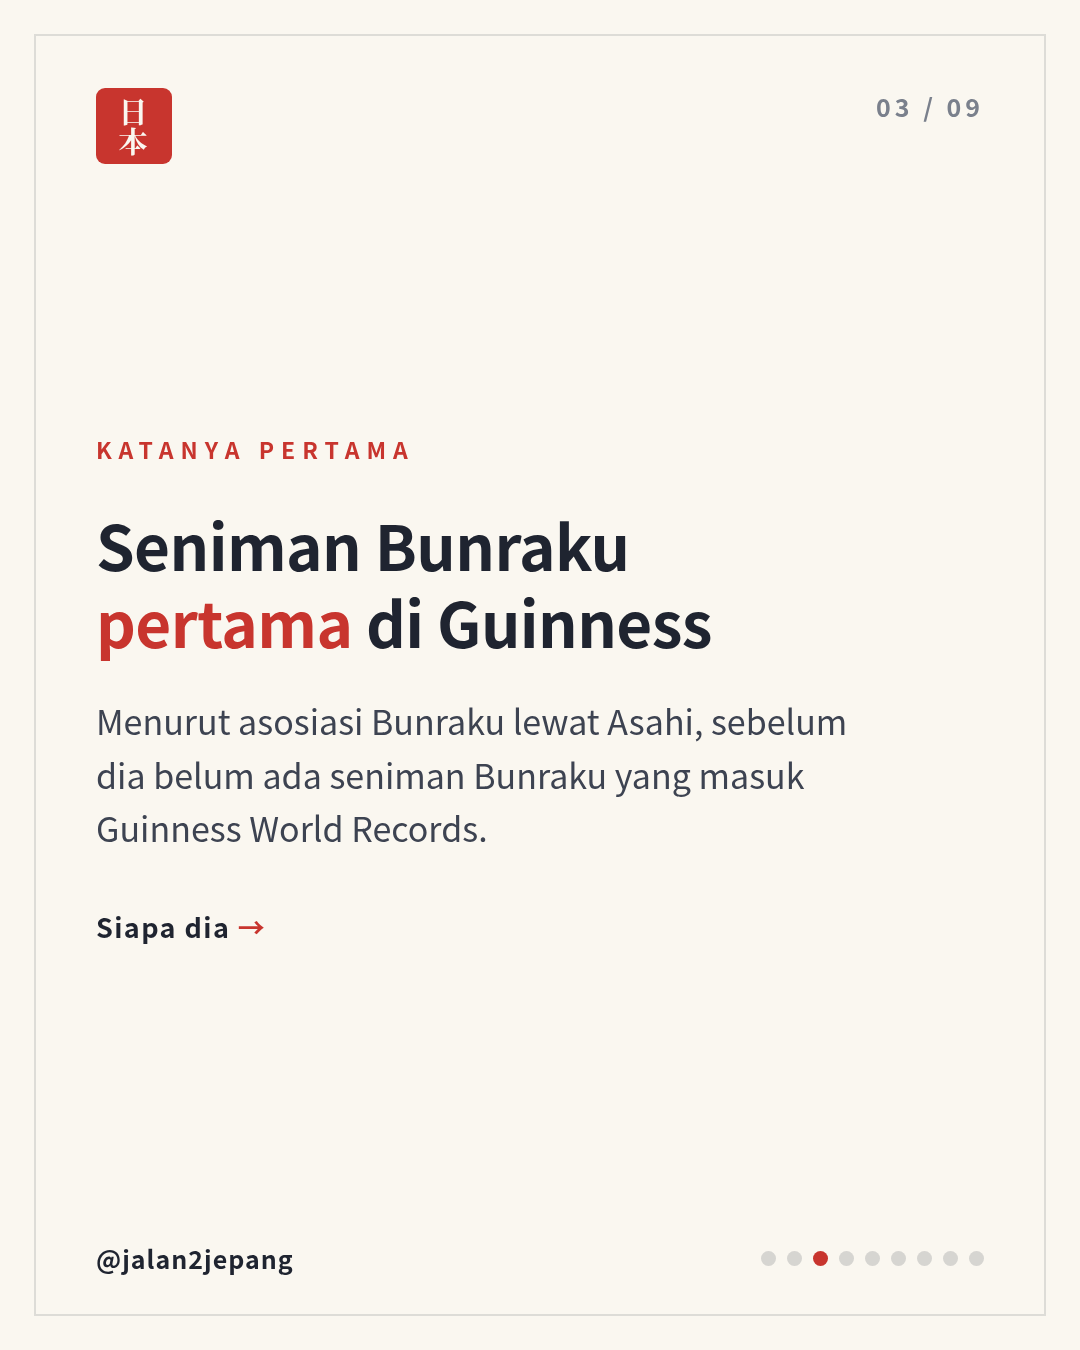 日本
03 / 09
KATANYA PERTAMA
Seniman Bunraku
pertama di Guinness
Menurut asosiasi Bunraku lewat Asahi, sebelum
dia belum ada seniman Bunraku yang masuk
Guinness World Records.
Siapa dia →
@jalan2jepang